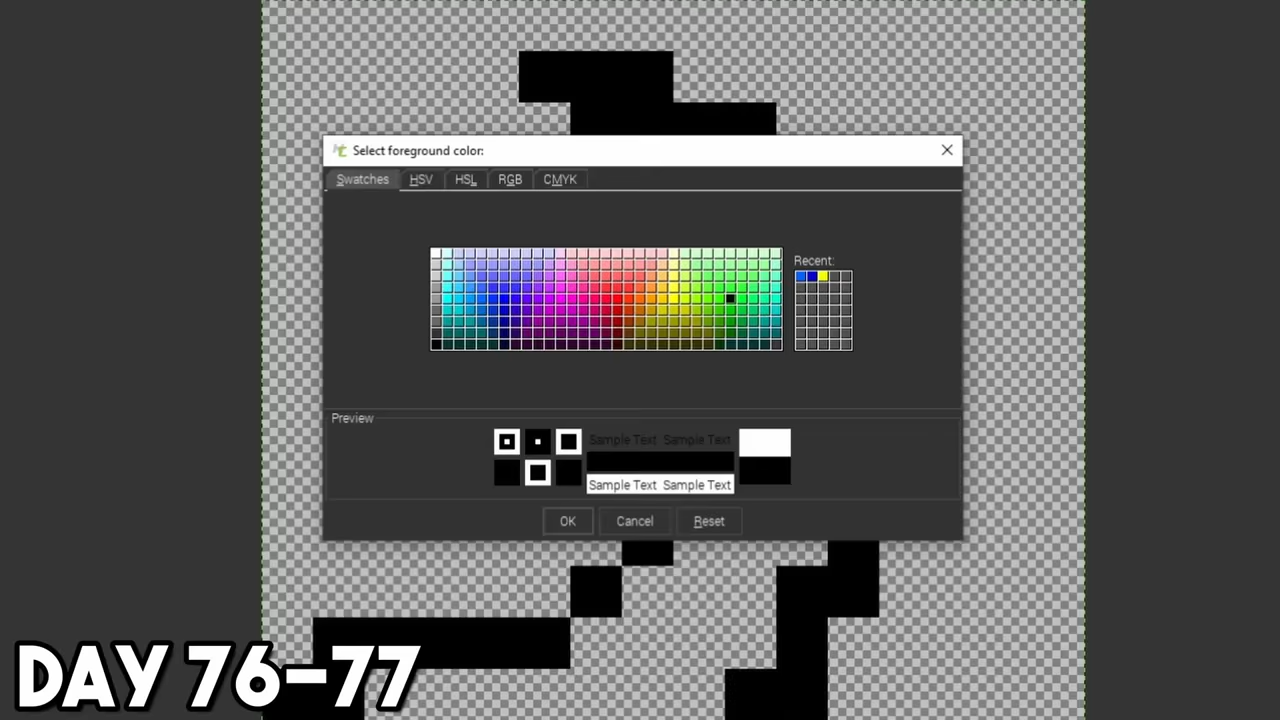 Select foreground color:
Swatches HSV HSL RGB CMYK
Recent:
Preview
Sample Text Sample Text
Sample Text Sample Text
OK Cancel Reset
DAY 76-77